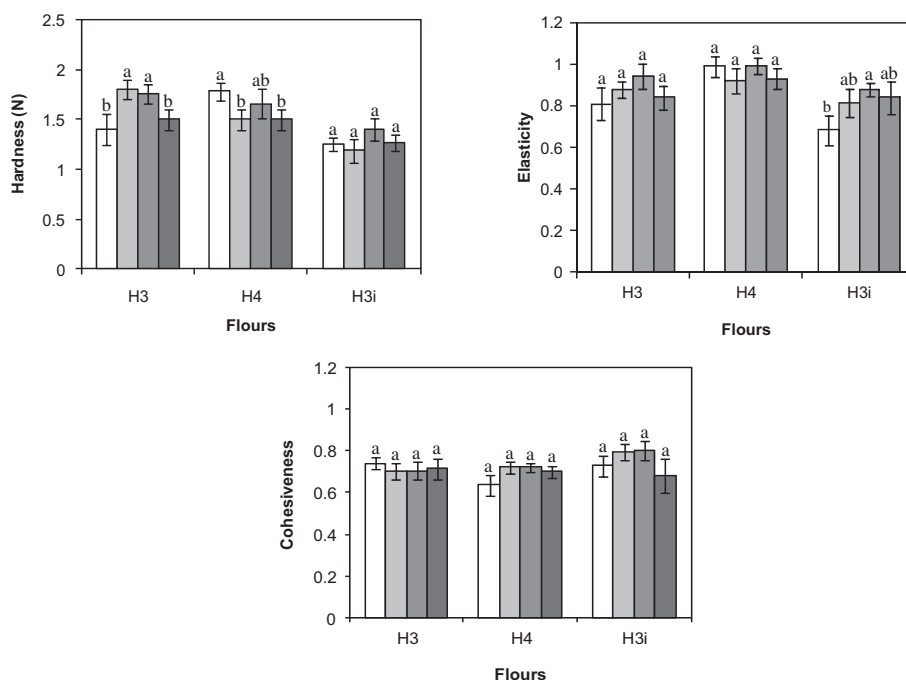 2.5
2
1.5
1
0.5
0
Hardness (N)
b a a b
a b ab b
a a a a
H3 H4 H3i
Flours
1.2
1
0.8
0.6
0.4
0.2
0
Elasticity
a a a a
a a a a
b ab a ab
H3 H4 H3i
Flours
1.2
1
0.8
0.6
0.4
0.2
0
Cohesiveness
a a a a
a a a a
a a a a
H3 H4 H3i
Flours